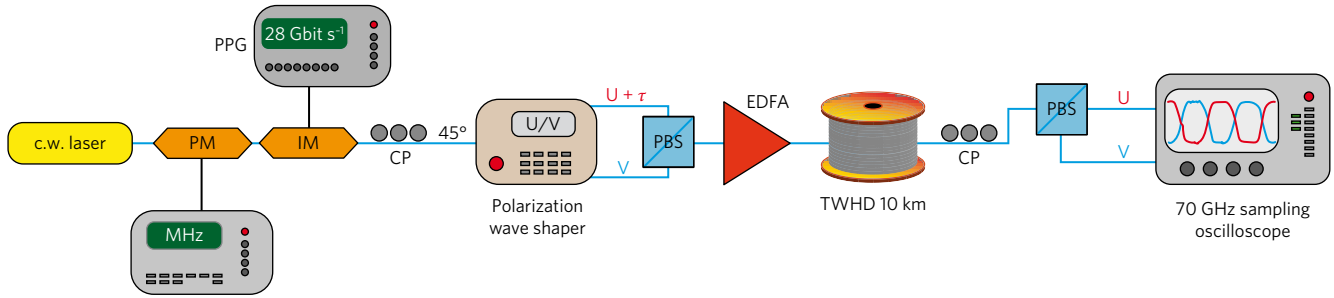 PPG
28 Gbit s⁻¹
c.w. laser
PM
IM
CP
45°
MHz
U/V
Polarization
wave shaper
U + τ
V
PBS
EDFA
TWHD 10 km
CP
PBS
U
V
70 GHz sampling
oscilloscope